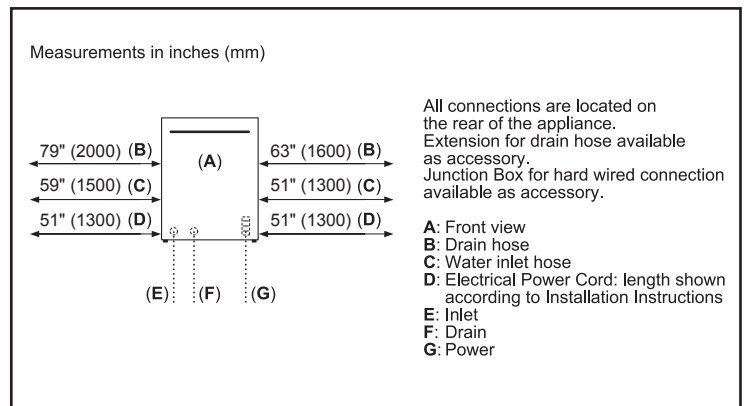 Measurements in inches (mm)
79" (2000) (B)
59" (1500) (C)
51" (1300) (D)
(A)
63" (1600) (B)
51" (1300) (C)
51" (1300) (D)
(E) (F) (G)
All connections are located on
the rear of the appliance.
Extension for drain hose available
as accessory.
Junction Box for hard wired connection
available as accessory.
A: Front view
B: Drain hose
C: Water inlet hose
D: Electrical Power Cord: length shown
according to Installation Instructions
E: Inlet
F: Drain
G: Power